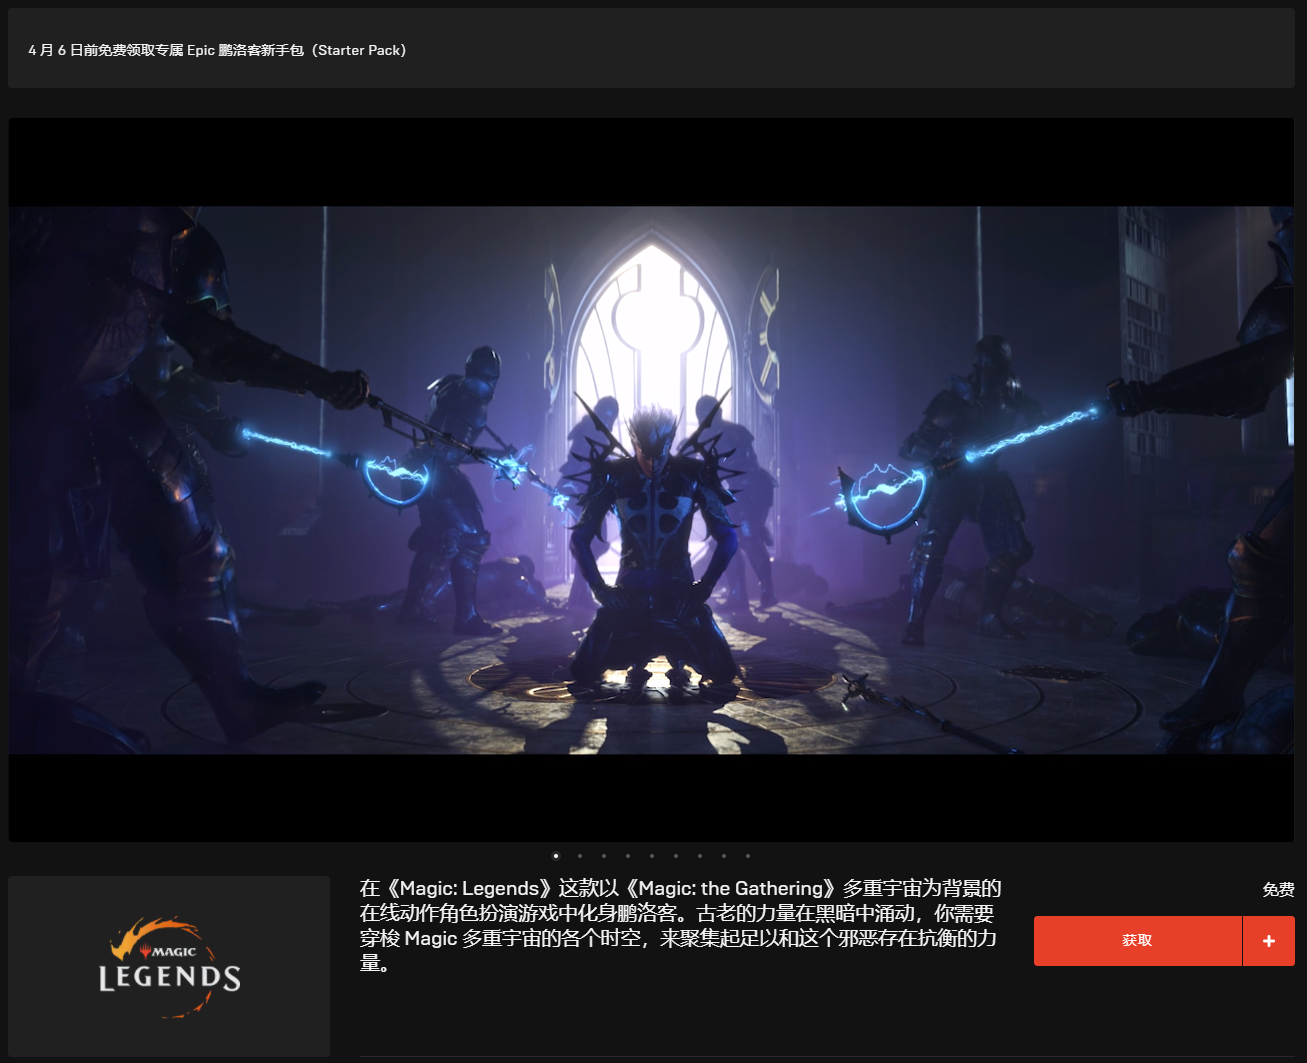 4 月 6 日前免费领取专属 Epic 鹏洛客新手包（Starter Pack）
MAGIC
LEGENDS
在《Magic: Legends》这款以《Magic: the Gathering》多重宇宙为背景的
在线动作角色扮演游戏中化身鹏洛客。古老的力量在黑暗中涌动，你需要
穿梭 Magic 多重宇宙的各个时空，来聚集起足以和这个邪恶存在抗衡的力
量。
免费
获取
+